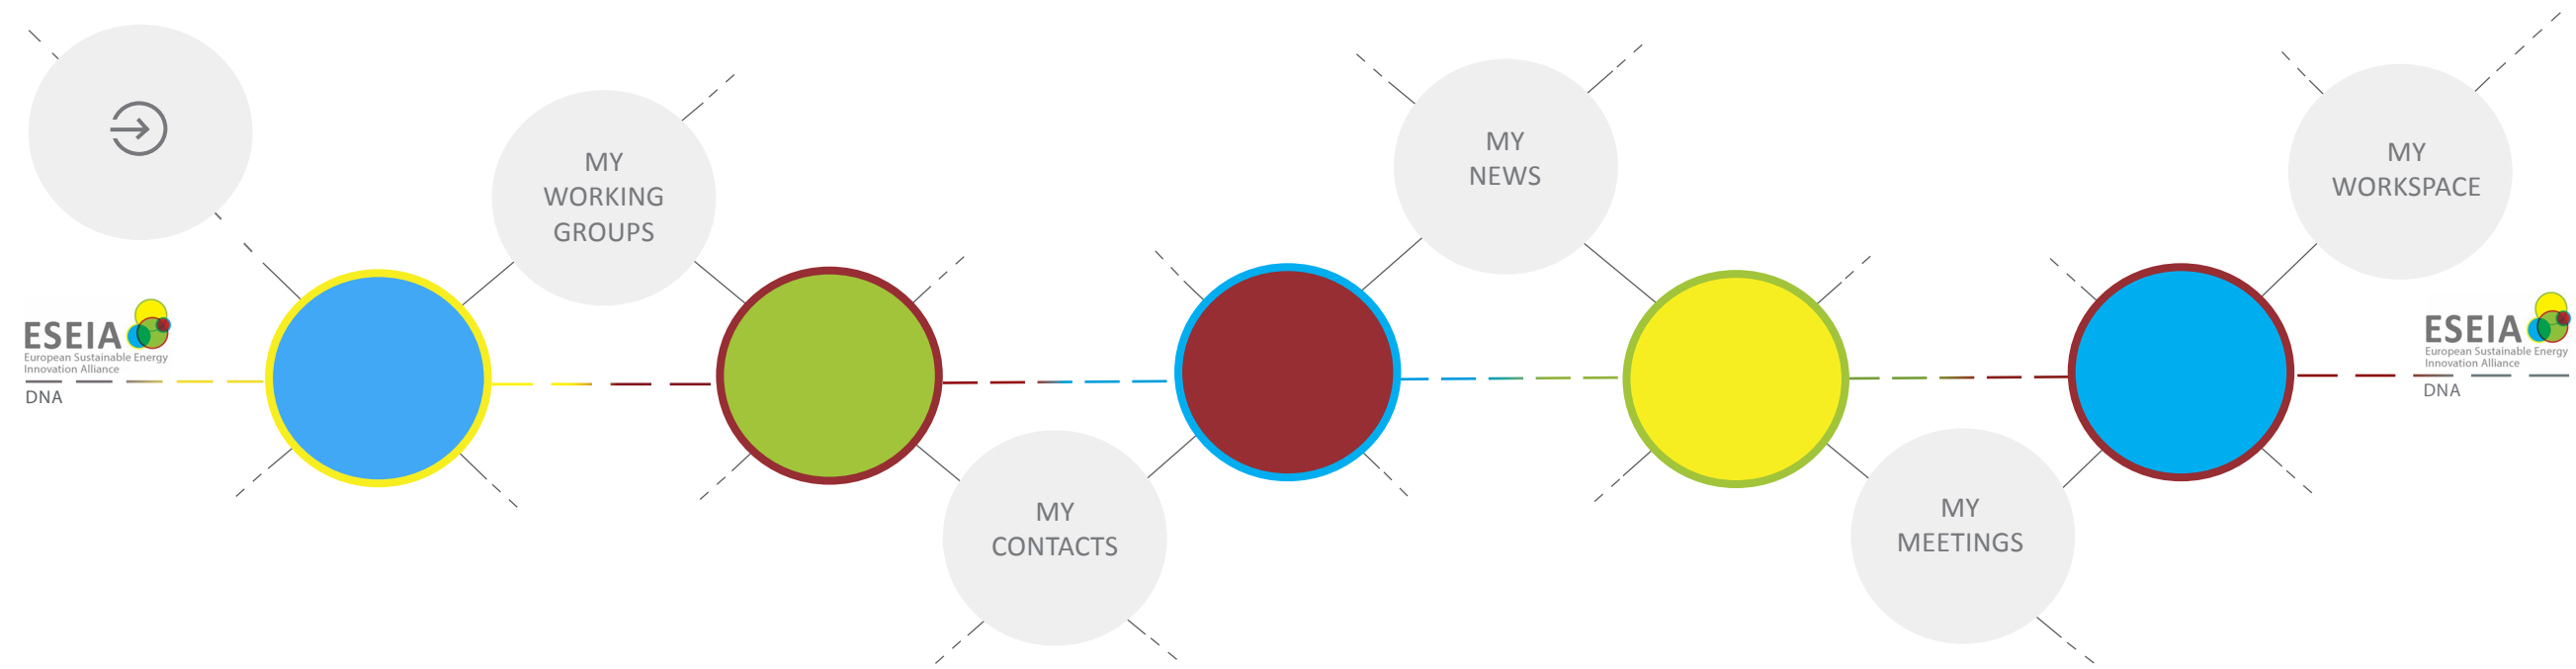 MY
WORKING
GROUPS
MY
NEWS
MY
WORKSPACE
ESEIA
European Sustainable Energy
Innovation Alliance
DNA
ESEIA
European Sustainable Energy
Innovation Alliance
DNA
MY
CONTACTS
MY
MEETINGS